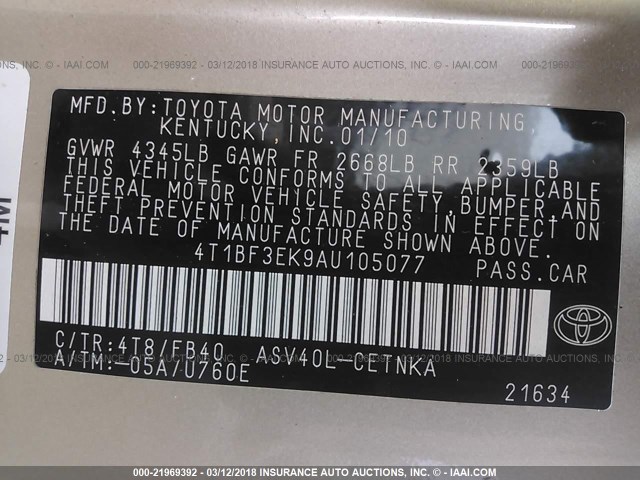 000-21969392 - 03/12/2018 - INSURANCE AUTO AUCTIONS -
- IAAI.COM -
MFD.BY:TOYOTA MOTOR MANUFACTURING,
KENTUCKY,INC.01/10
GVWR 4345LB GAWR FR 2668LB RR 2359LB
THIS VEHICLE CONFORMS TO ALL APPLICABLE
FEDERAL MOTOR VEHICLE SAFETY,BUMPER,AND
THEFT PREVENTION STANDARDS IN EFFECT ON
THE DATE OF MANUFACTURE SHOWN ABOVE.
4T1BF3EK9AU105077 PASS.CAR
C/TR:4T8/FB40 ASV40L-CETNKA
A/TM:-05A/U760E
21634
000-21969392 - 03/12/2018 - INSURANCE AUTO AUCTIONS
- IAAI.COM -